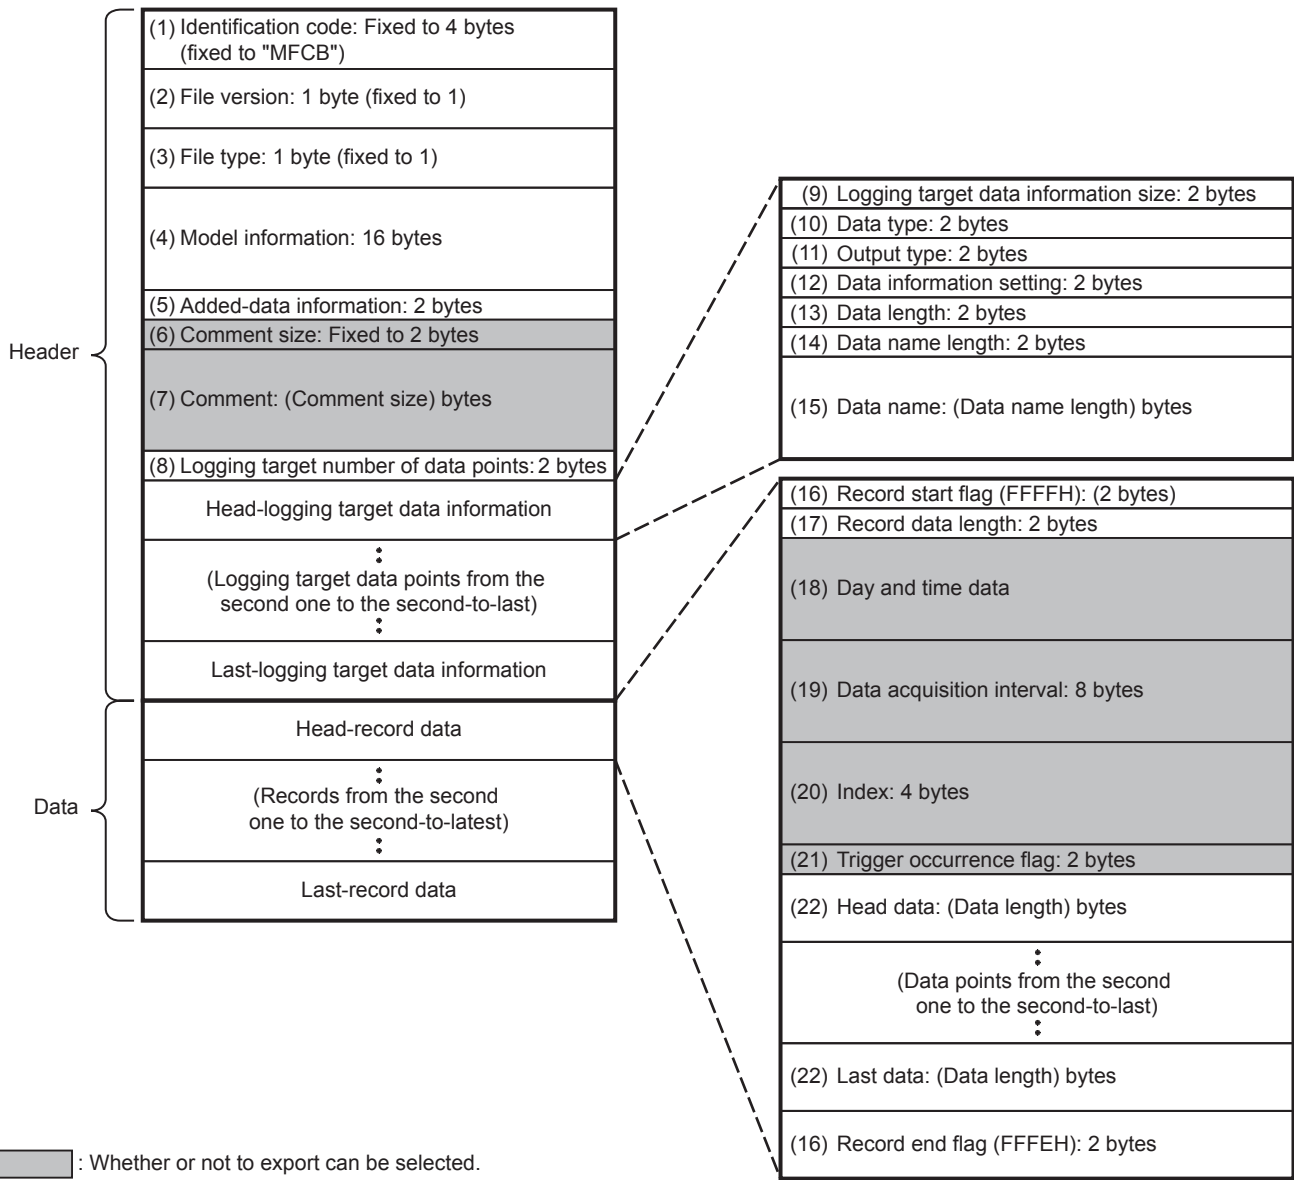 Header
(1) Identification code: Fixed to 4 bytes
(fixed to "MFCB")
(2) File version: 1 byte (fixed to 1)
(3) File type: 1 byte (fixed to 1)
(4) Model information: 16 bytes
(5) Added-data information: 2 bytes
(6) Comment size: Fixed to 2 bytes
(7) Comment: (Comment size) bytes
(8) Logging target number of data points: 2 bytes
Head-logging target data information
(Logging target data points from the
second one to the second-to-last)
Last-logging target data information
Data
Head-record data
(Records from the second
one to the second-to-latest)
Last-record data
(9) Logging target data information size: 2 bytes
(10) Data type: 2 bytes
(11) Output type: 2 bytes
(12) Data information setting: 2 bytes
(13) Data length: 2 bytes
(14) Data name length: 2 bytes
(15) Data name: (Data name length) bytes
(16) Record start flag (FFFFH): (2 bytes)
(17) Record data length: 2 bytes
(18) Day and time data
(19) Data acquisition interval: 8 bytes
(20) Index: 4 bytes
(21) Trigger occurrence flag: 2 bytes
(22) Head data: (Data length) bytes
(Data points from the second
one to the second-to-last)
(22) Last data: (Data length) bytes
(16) Record end flag (FFFEH): 2 bytes
: Whether or not to export can be selected.